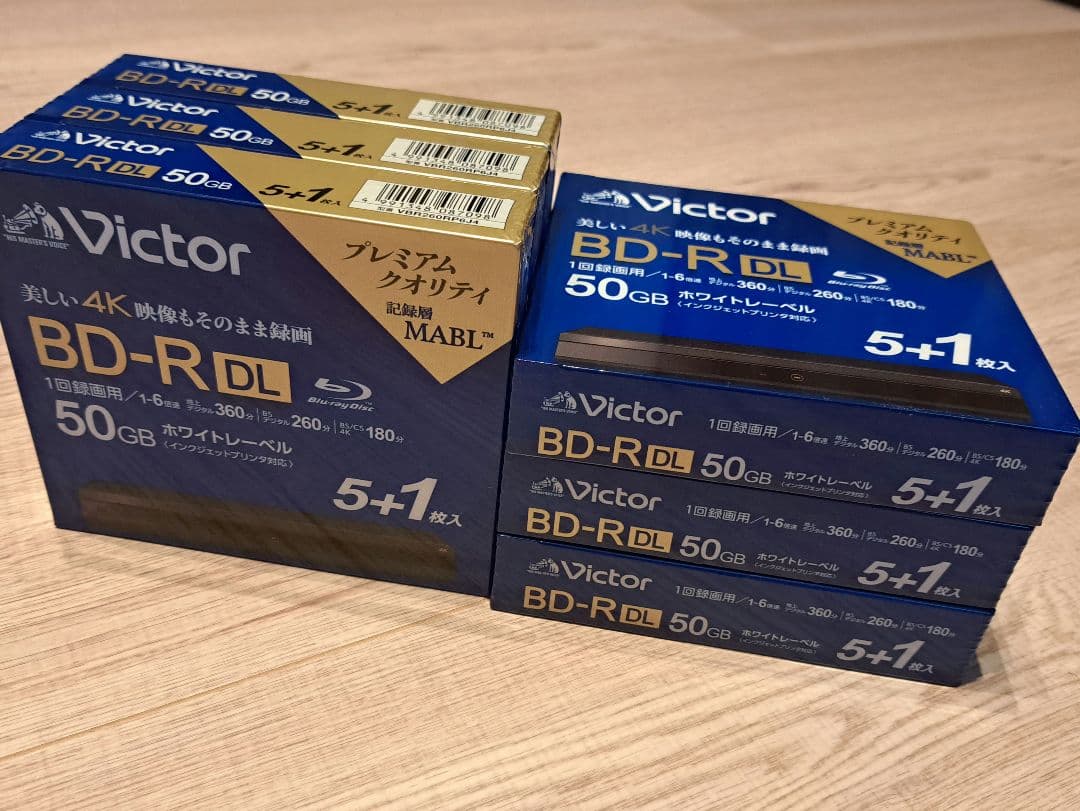 Victor
BD-R DL 50GB
5+1枚入
Victor
BD-R DL 50GB
5+1枚入
VBR260RP6J4
Victor
BD-R DL 50GB
5+1枚入
4 991348 087098
型番 VBR260RP6J4
"HIS MASTER'S VOICE"
Victor
プレミアム
クオリティ
記録層
MABL™
美しい4K映像もそのまま録画
BD-R DL
Blu-ray Disc
1回録画用/1-6倍速 地上デジタル360分 BSデジタル260分 BS/CS 4K 180分
50GB ホワイトレーベル
(インクジェットプリンタ対応)
5+1枚入
Victor
プレミアム
クオリティ
記録層
MABL™
美しい4K映像もそのまま録画
BD-R DL
Blu-ray Disc
1回録画用/1-6倍速 地上デジタル360分 BSデジタル260分 BS/CS 4K 180分
50GB ホワイトレーベル
(インクジェットプリンタ対応)
5+1枚入
Victor
1回録画用/1-6倍速 地上デジタル360分 BSデジタル260分 BS/CS 4K 180分
BD-R DL 50GB ホワイトレーベル
(インクジェットプリンタ対応)
5+1枚入
Victor
1回録画用/1-6倍速 地上デジタル360分 BSデジタル260分 BS/CS 4K 180分
BD-R DL 50GB ホワイトレーベル
(インクジェットプリンタ対応)
5+1枚入
Victor
1回録画用/1-6倍速 地上デジタル360分 BSデジタル260分 BS/CS 4K 180分
BD-R DL 50GB ホワイトレーベル
(インクジェットプリンタ対応)
5+1枚入